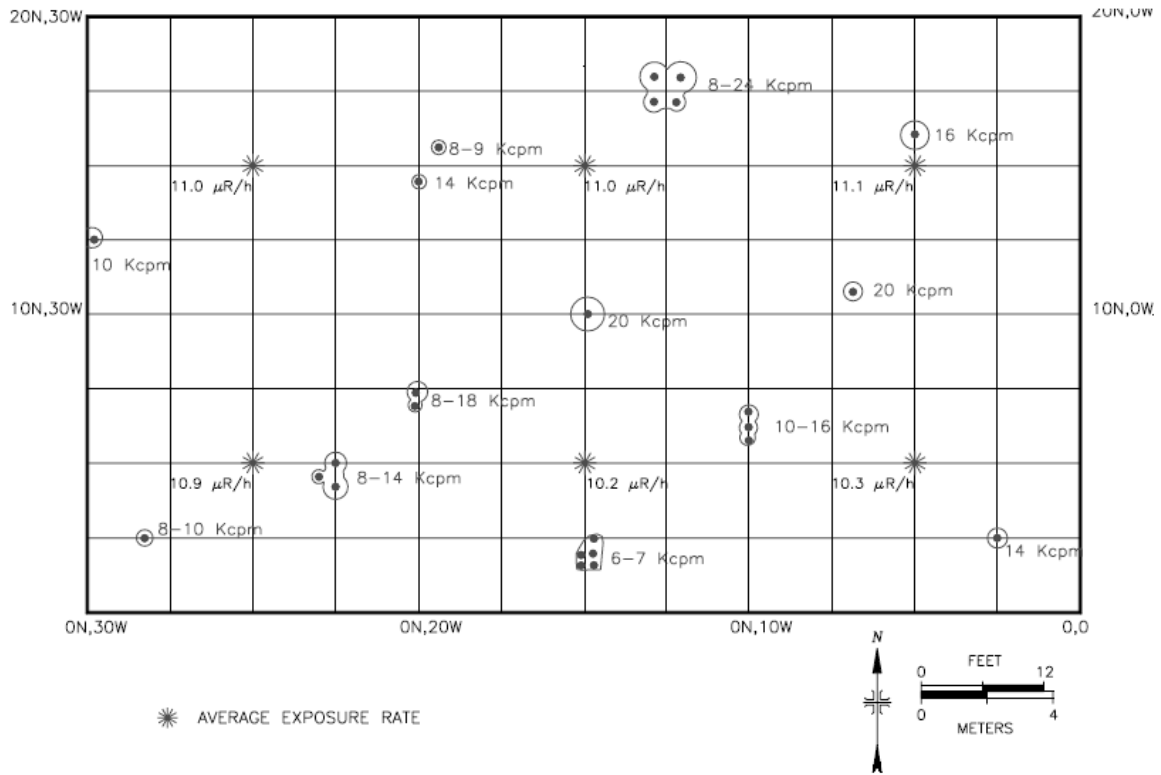 20N,30W
20N,0W
8-24 Kcpm
16 Kcpm
8-9 Kcpm
14 Kcpm
11.0 μR/h
11.0 μR/h
11.1 μR/h
10 Kcpm
20 Kcpm
10N,30W
10N,0W
20 Kcpm
8-18 Kcpm
10-16 Kcpm
10.9 μR/h
8-14 Kcpm
10.2 μR/h
10.3 μR/h
8-10 Kcpm
6-7 Kcpm
14 Kcpm
0N,30W
0N,20W
0N,10W
0,0
N
0 FEET 12
0 4
METERS
AVERAGE EXPOSURE RATE